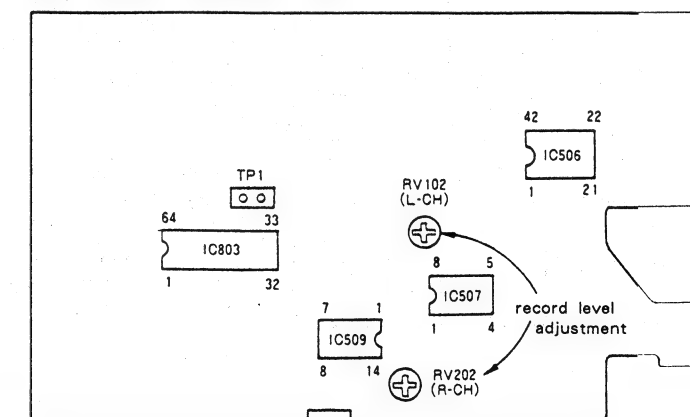 42 22
IC506
1 21
TP1
RV102
(L-CH)
64 33
IC803
1 32
8 5
IC507
1 4
record level
adjustment
7 1
IC509
8 14
RV202
(R-CH)